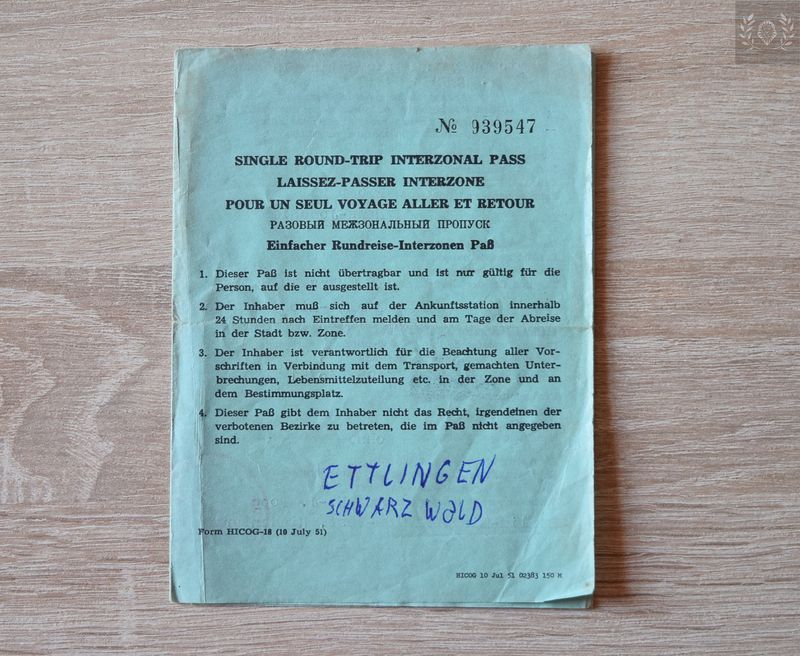 № 939547
SINGLE ROUND-TRIP INTERZONAL PASS
LAISSEZ-PASSER INTERZONE
POUR UN SEUL VOYAGE ALLER ET RETOUR
РАЗОВЫЙ МЕЖЗОНАЛЬНЫЙ ПРОПУСК
Einfacher Rundreise-Interzonen Paß
1. Dieser Paß ist nicht übertragbar und ist nur gültig für die
Person, auf die er ausgestellt ist.
2. Der Inhaber muß sich auf der Ankunftsstation innerhalb
24 Stunden nach Eintreffen melden und am Tage der Abreise
in der Stadt bzw. Zone.
3. Der Inhaber ist verantwortlich für die Beachtung aller Vor-
schriften in Verbindung mit dem Transport, gemachten Unter-
brechungen, Lebensmittelzuteilung etc. in der Zone und an
dem Bestimmungsplatz.
4. Dieser Paß gibt dem Inhaber nicht das Recht, irgendeinen der
verbotenen Bezirke zu betreten, die im Paß nicht angegeben
sind.
ETTLINGEN
SCHWARZWALD
Form HICOG-18 (10 July 51)
HICOG 10 Jul 51 02383 150 M